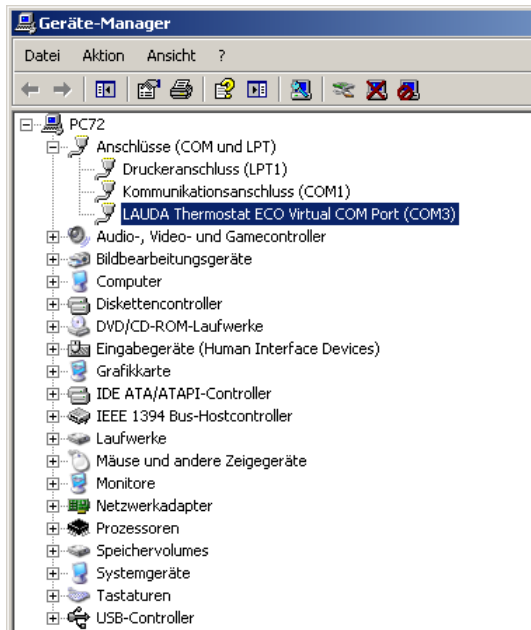 Geräte-Manager
Datei Aktion Ansicht ?
PC72
Anschlüsse (COM und LPT)
Druckeranschluss (LPT1)
Kommunikationsanschluss (COM1)
LAUDA Thermostat ECO Virtual COM Port (COM3)
Audio-, Video- und Gamecontroller
Bildbearbeitungsgeräte
Computer
Diskettencontroller
DVD/CD-ROM-Laufwerke
Eingabegeräte (Human Interface Devices)
Grafikkarte
IDE ATA/ATAPI-Controller
IEEE 1394 Bus-Hostcontroller
Laufwerke
Mäuse und andere Zeigegeräte
Monitore
Netzwerkadapter
Prozessoren
Speichervolumes
Systemgeräte
Tastaturen
USB-Controller